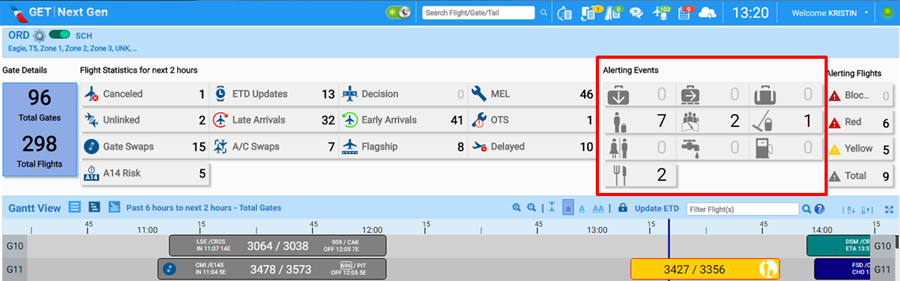 GET | Next Gen
Search Flight/Gate/Tail
1
0
103
9
13:20
Welcome KRISTIN
ORD SCH
Eagle, T5, Zone 1, Zone 2, Zone 3, UNK, ...
Gate Details
96
Total Gates
298
Total Flights
Flight Statistics for next 2 hours
Canceled 1
ETD Updates 13
Decision 0
MEL 46
Unlinked 2
Late Arrivals 32
Early Arrivals 41
OTS 1
Gate Swaps 15
A/C Swaps 7
Flagship 8
Delayed 10
A14 A14 Risk 5
Alerting Events
0 0 0
7 2 1
0 0 0
2
Alerting Flights
Bloc... 0
Red 6
Yellow 5
Total 9
Gantt View Past 6 hours to next 2 hours - Total Gates
a A AA Update ETD Filter Flight(s)
45 15 45 15 45 15 45
11:00 12:00 13:00 14:00
G10
LSE /CR2S
IN 11:07 14E
3064 / 3038
909 / CAK
OFF 12:05 7E
DSM /CR
ETA 13:5
G10
G11
CMI /E145
IN 11:04 5E
3478 / 3573
/ PIT
OFF 12:05 5E
3427 / 3356
FSD /C
CHO 1
G11